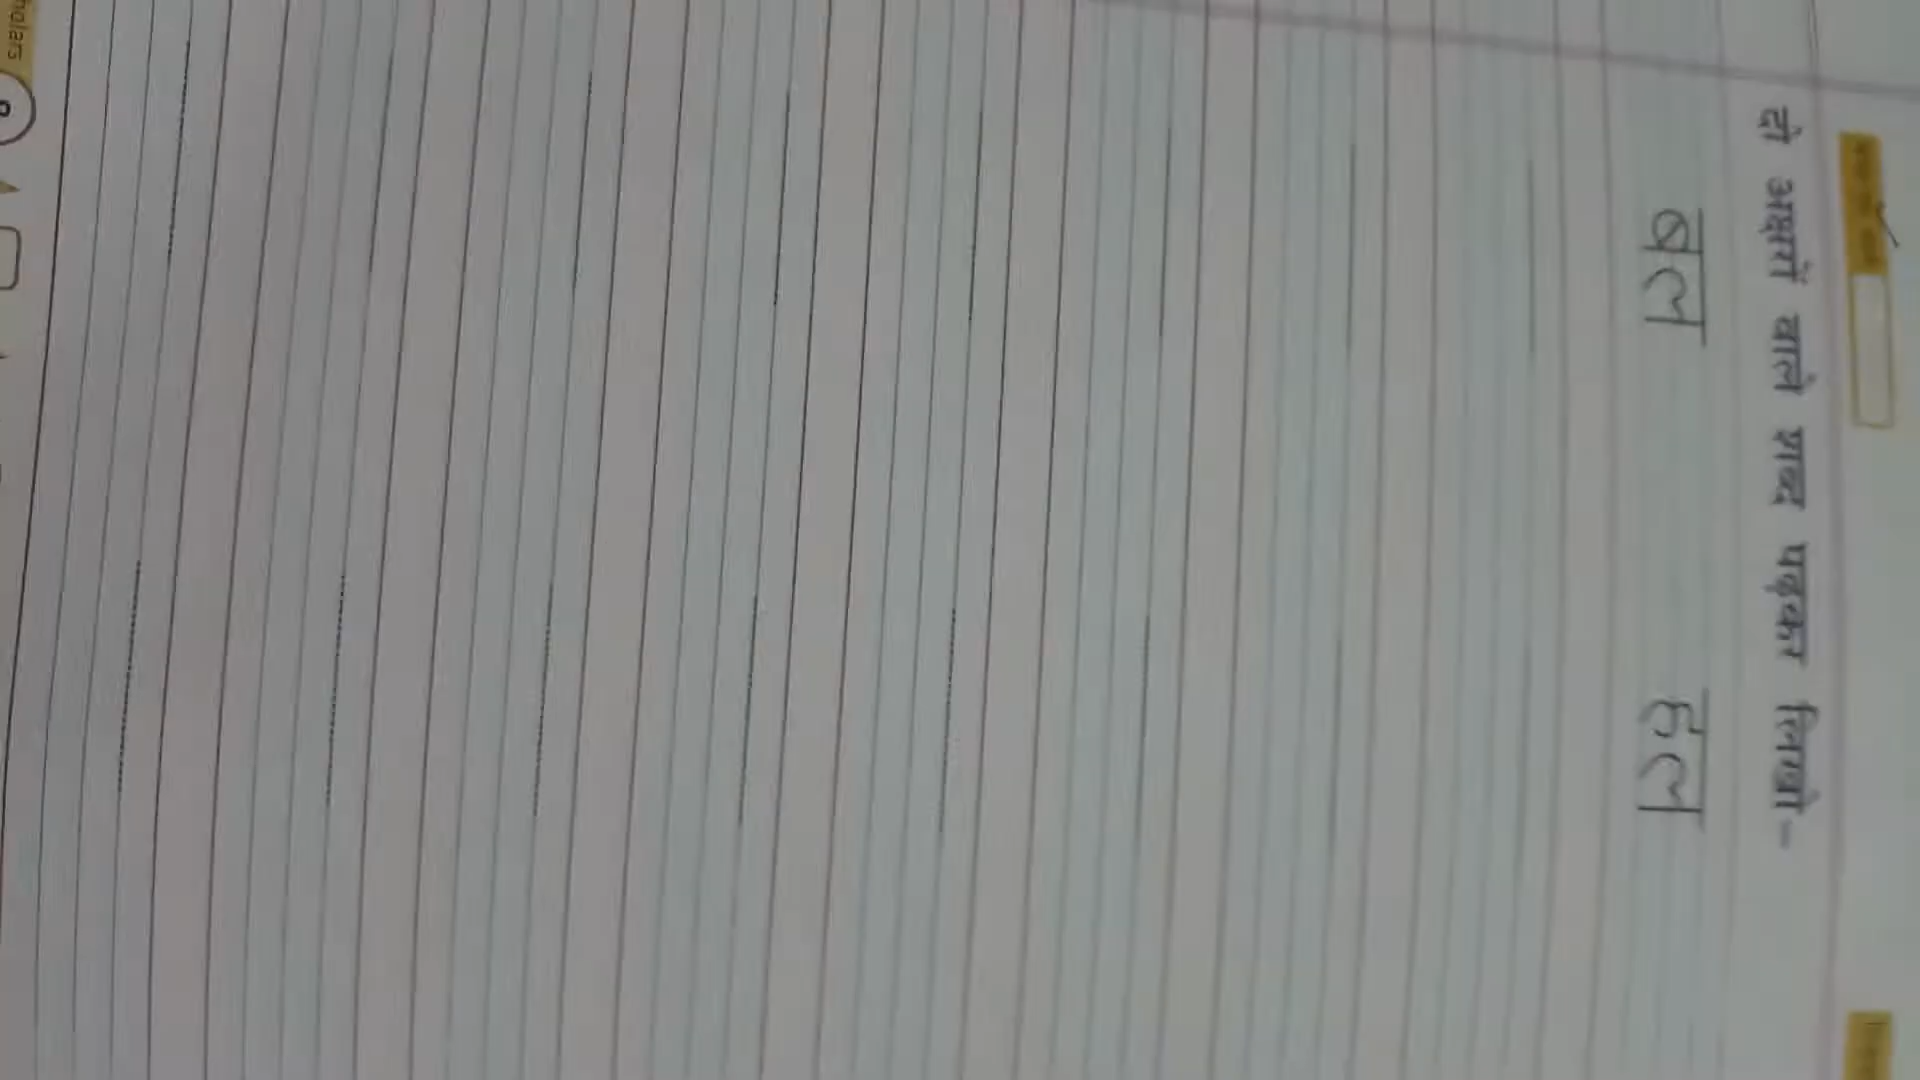 दो अक्षरों वाले शब्द पढ़कर लिखो-
बल हल